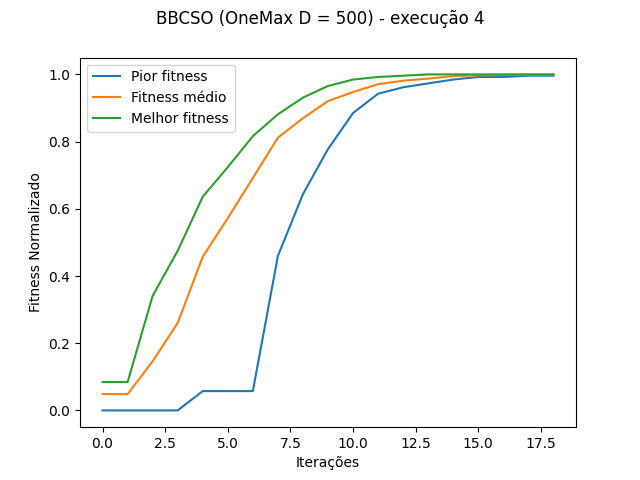 BBCSO (OneMax D = 500) - execução 4
Pior fitness
Fitness médio
Melhor fitness
Fitness Normalizado
1.0
0.8
0.6
0.4
0.2
0.0
0.0 2.5 5.0 7.5 10.0 12.5 15.0 17.5
Iterações